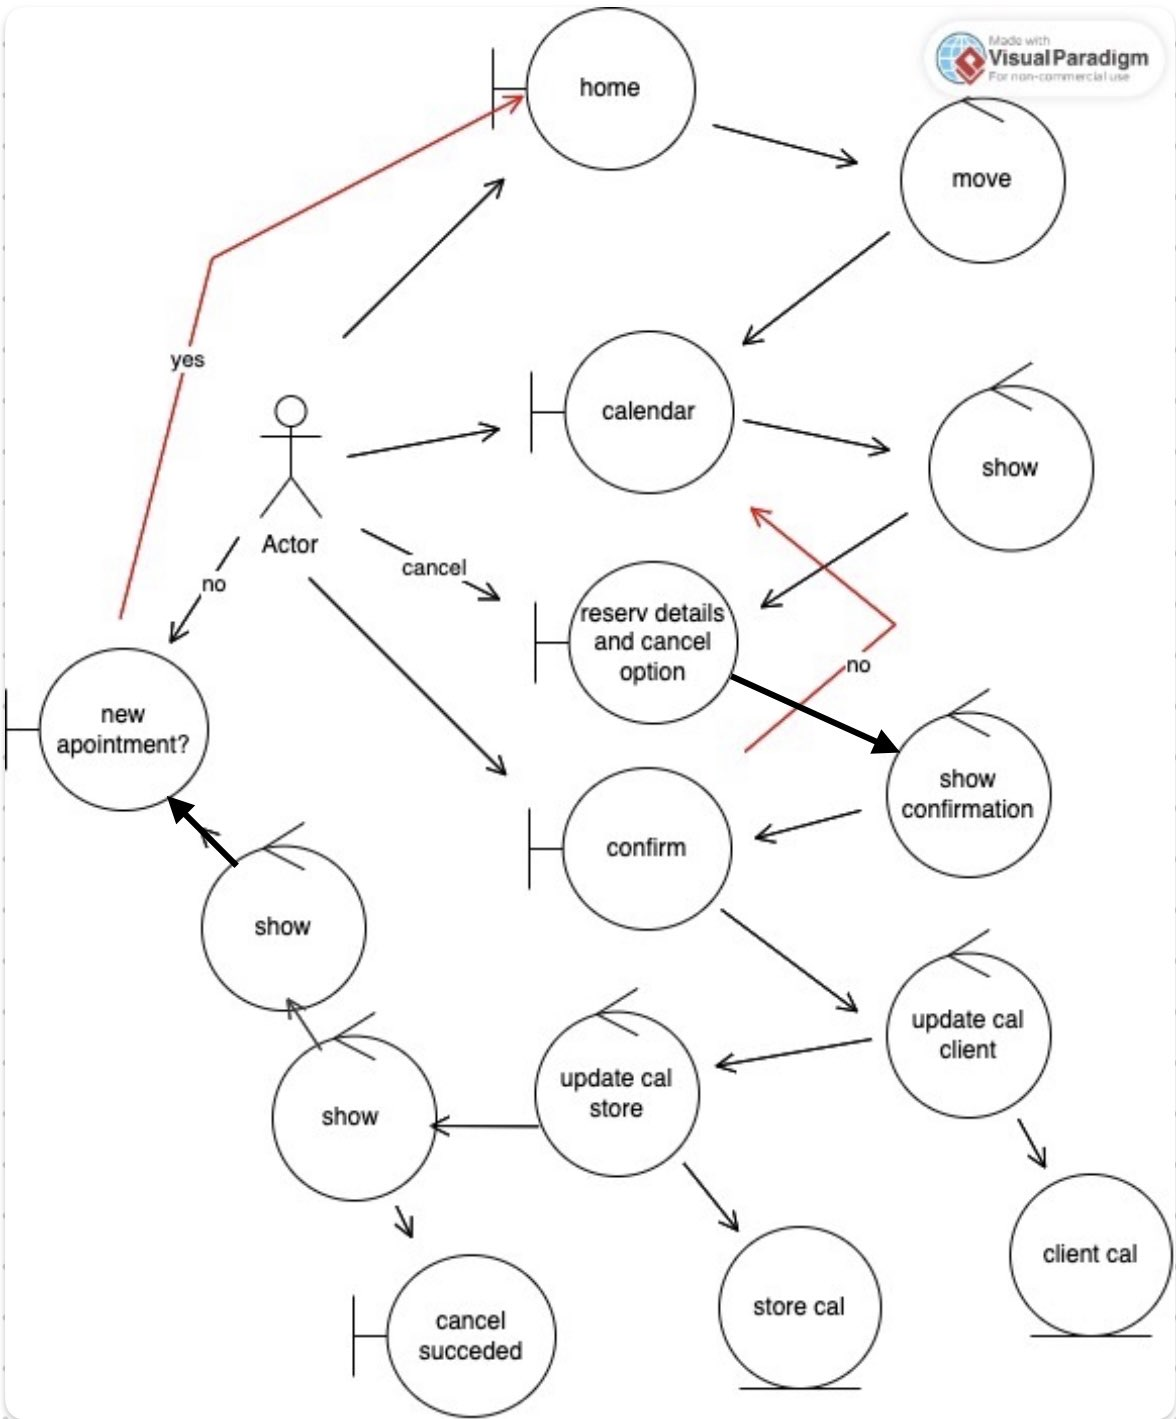 home
Made with
Visual Paradigm
For non-commercial use
move
yes
calendar
show
Actor
cancel
no
reserv details
and cancel
option
no
new
apointment?
show
confirmation
confirm
show
update cal
client
update cal
store
show
client cal
store cal
cancel
succeded